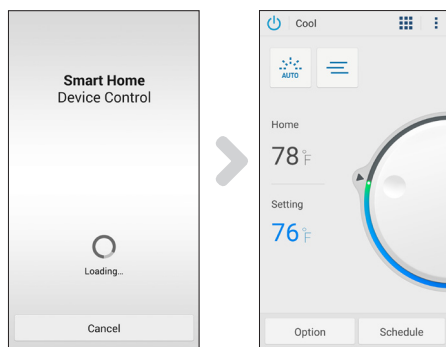 Smart Home
Device Control
Loading...
Cancel
Cool
AUTO
Home
78°F
Setting
76°F
Option
Schedule